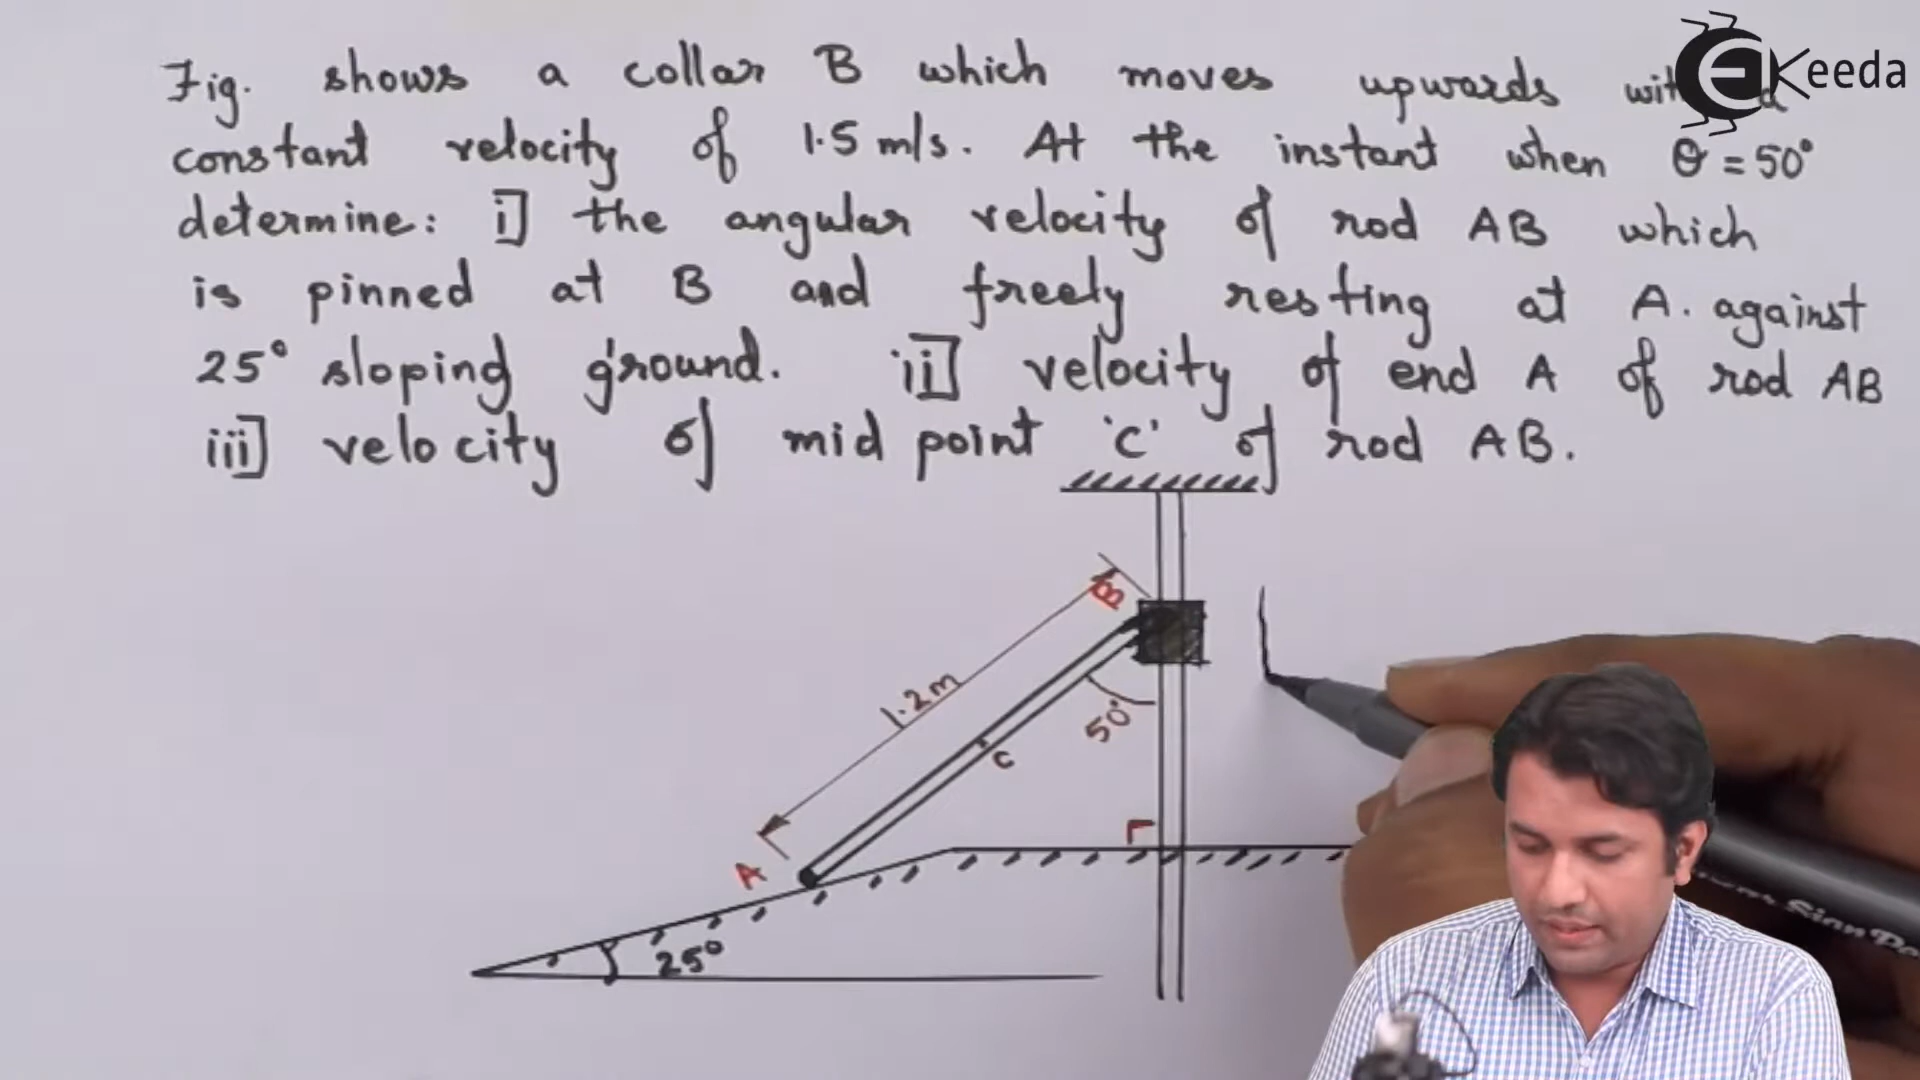 Fig. shows a collar B which moves upwards with a
constant velocity of 1.5 m/s. At the instant when θ = 50°
determine: i] the angular velocity of rod AB which
is pinned at B and freely resting at A. against
25° sloping ground. ii] velocity of end A of rod AB
iii] velocity of mid point 'C' of rod AB.
EKeeda
B
1.2m
50°
C
A
25°